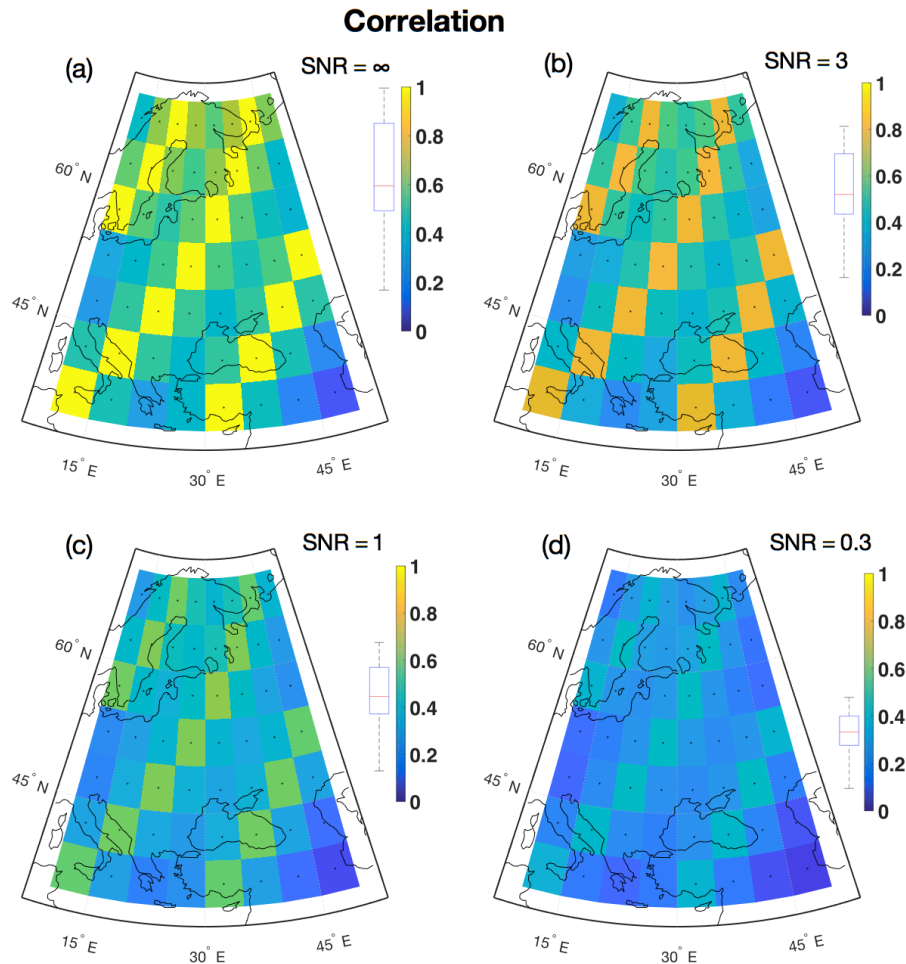 Correlation
(a)
SNR = ∞
1
0.8
0.6
0.4
0.2
0
60° N
45° N
15° E
30° E
45° E
(b)
SNR = 3
1
0.8
0.6
0.4
0.2
0
60° N
45° N
15° E
30° E
45° E
(c)
SNR = 1
1
0.8
0.6
0.4
0.2
0
60° N
45° N
15° E
30° E
45° E
(d)
SNR = 0.3
1
0.8
0.6
0.4
0.2
0
60° N
45° N
15° E
30° E
45° E